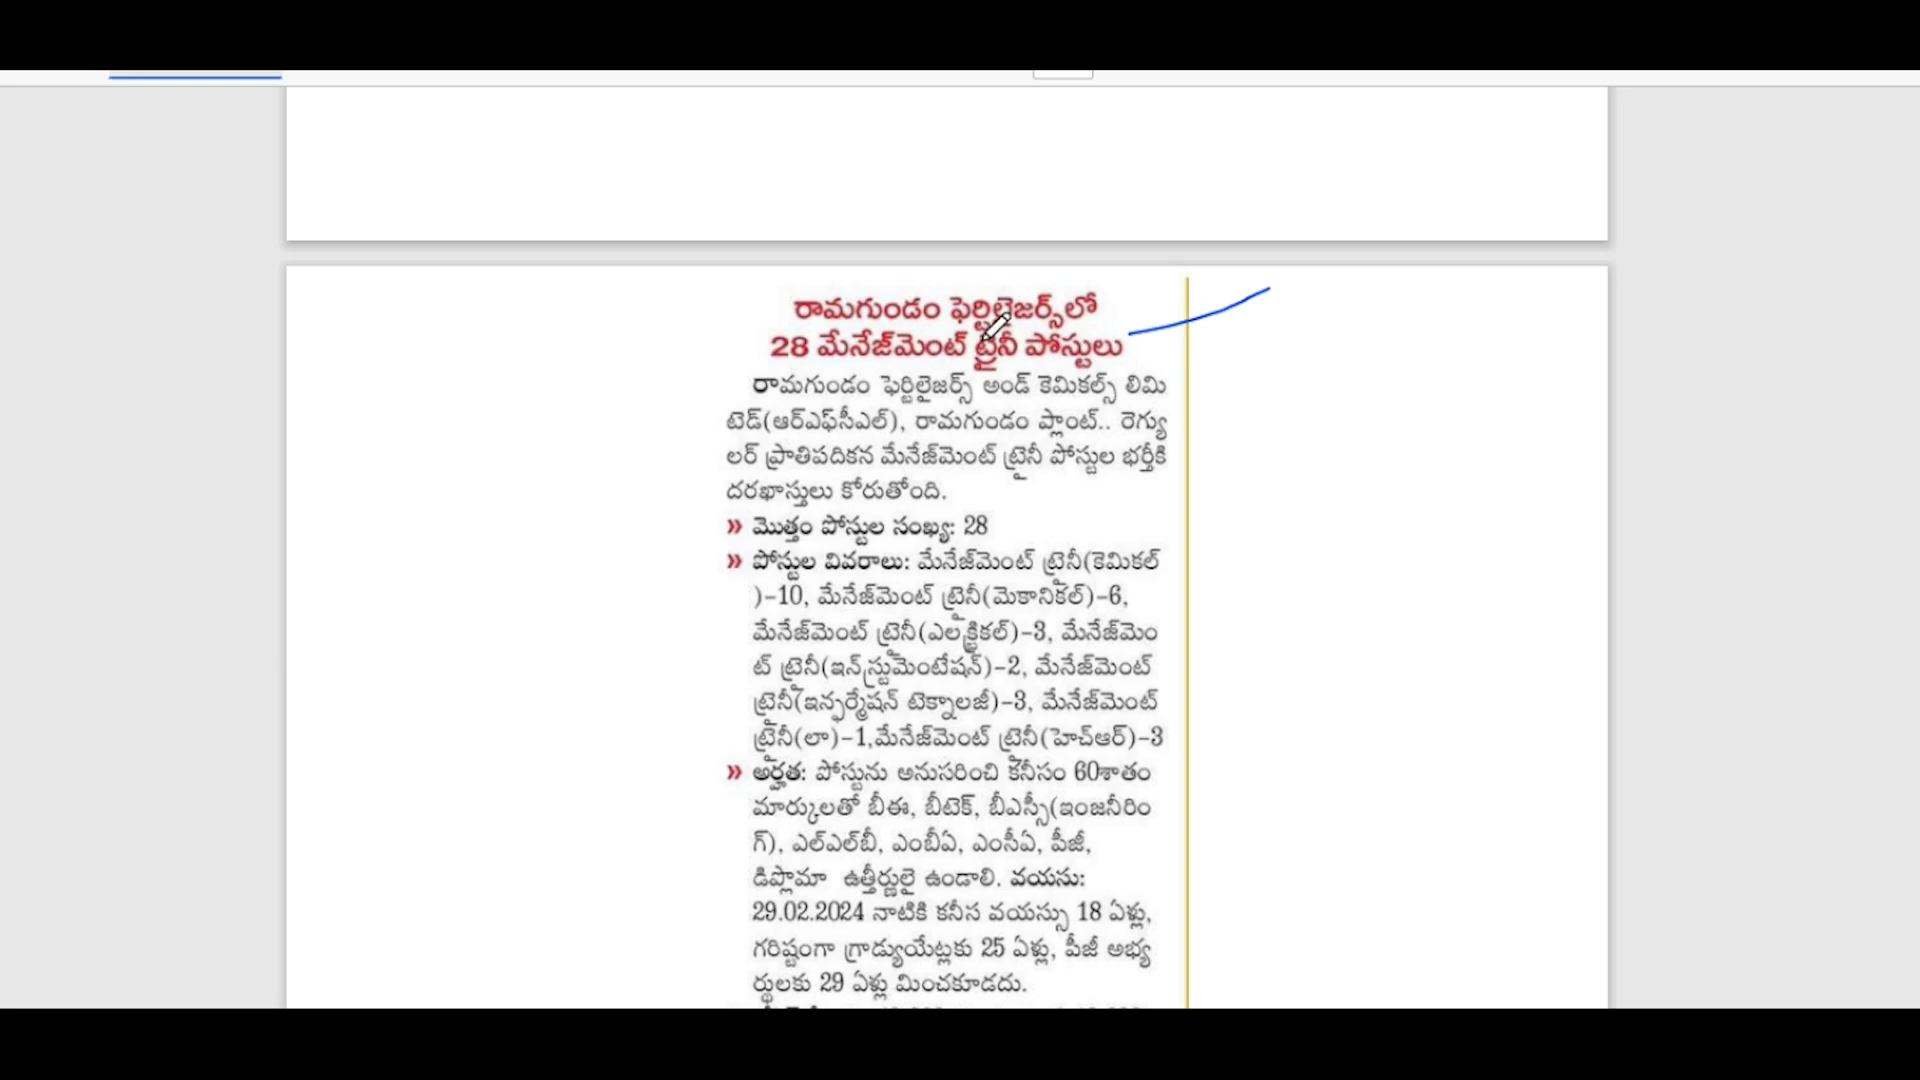 రామగుండం ఫెర్టిలైజర్స్‌లో
28 మేనేజ్‌మెంట్ ట్రైనీ పోస్టులు
రామగుండం ఫెర్టిలైజర్స్ అండ్ కెమికల్స్ లిమి
టెడ్(ఆర్ఎఫ్‌సీఎల్), రామగుండం ప్లాంట్.. రెగ్యు
లర్ ప్రాతిపదికన మేనేజ్‌మెంట్ ట్రైనీ పోస్టుల భర్తీకి
దరఖాస్తులు కోరుతోంది.
» మొత్తం పోస్టుల సంఖ్య: 28
» పోస్టుల వివరాలు: మేనేజ్‌మెంట్ ట్రైనీ(కెమికల్
)-10, మేనేజ్‌మెంట్ ట్రైనీ(మెకానికల్)-6,
మేనేజ్‌మెంట్ ట్రైనీ(ఎలక్ట్రికల్)-3, మేనేజ్‌మెం
ట్ ట్రైనీ(ఇన్‌స్ట్రుమెంటేషన్)-2, మేనేజ్‌మెంట్
ట్రైనీ(ఇన్ఫర్మేషన్ టెక్నాలజీ)-3, మేనేజ్‌మెంట్
ట్రైనీ(లా)-1,మేనేజ్‌మెంట్ ట్రైనీ(హెచ్ఆర్)-3
» అర్హత: పోస్టును అనుసరించి కనీసం 60శాతం
మార్కులతో బీఈ, బీటెక్, బీఎస్సీ(ఇంజనీరిం
గ్), ఎల్ఎల్‌బీ, ఎంబీఏ, ఎంసీఏ, పీజీ,
డిప్లొమా ఉత్తీర్ణులై ఉండాలి. వయసు:
29.02.2024 నాటికి కనీస వయస్సు 18 ఏళ్లు,
గరిష్టంగా గ్రాడ్యుయేట్లకు 25 ఏళ్లు, పీజీ అభ్య
ర్థులకు 29 ఏళ్లు మించకూడదు.